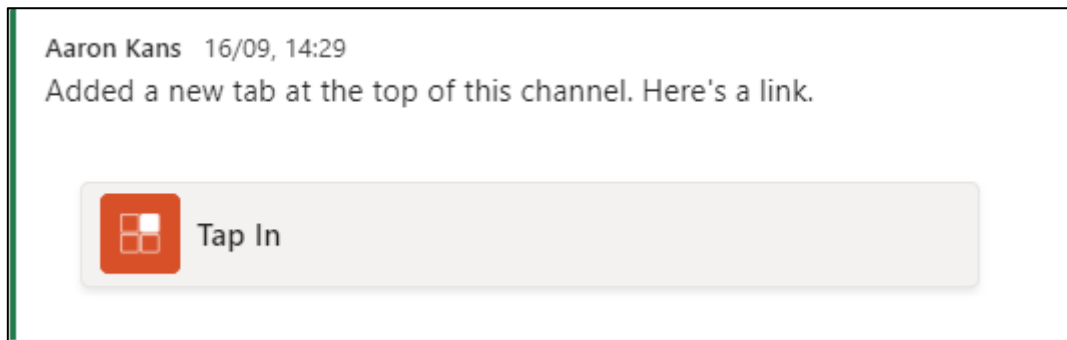 Aaron Kans 16/09, 14:29
Added a new tab at the top of this channel. Here's a link.
Tap In